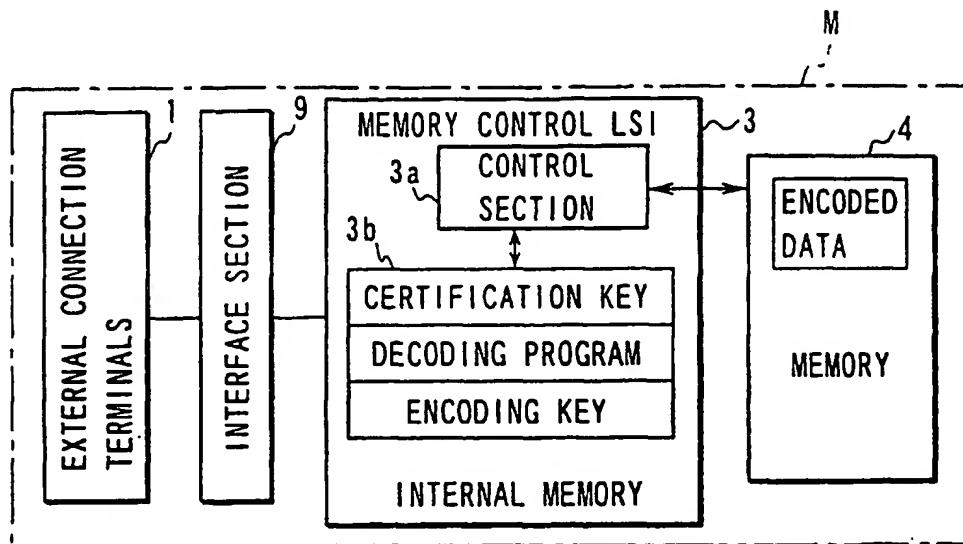 M
1
9
3
4
EXTERNAL CONNECTION
TERMINALS
INTERFACE SECTION
MEMORY CONTROL LSI
3a
CONTROL
SECTION
3b
CERTIFICATION KEY
DECODING PROGRAM
ENCODING KEY
INTERNAL MEMORY
ENCODED
DATA
MEMORY